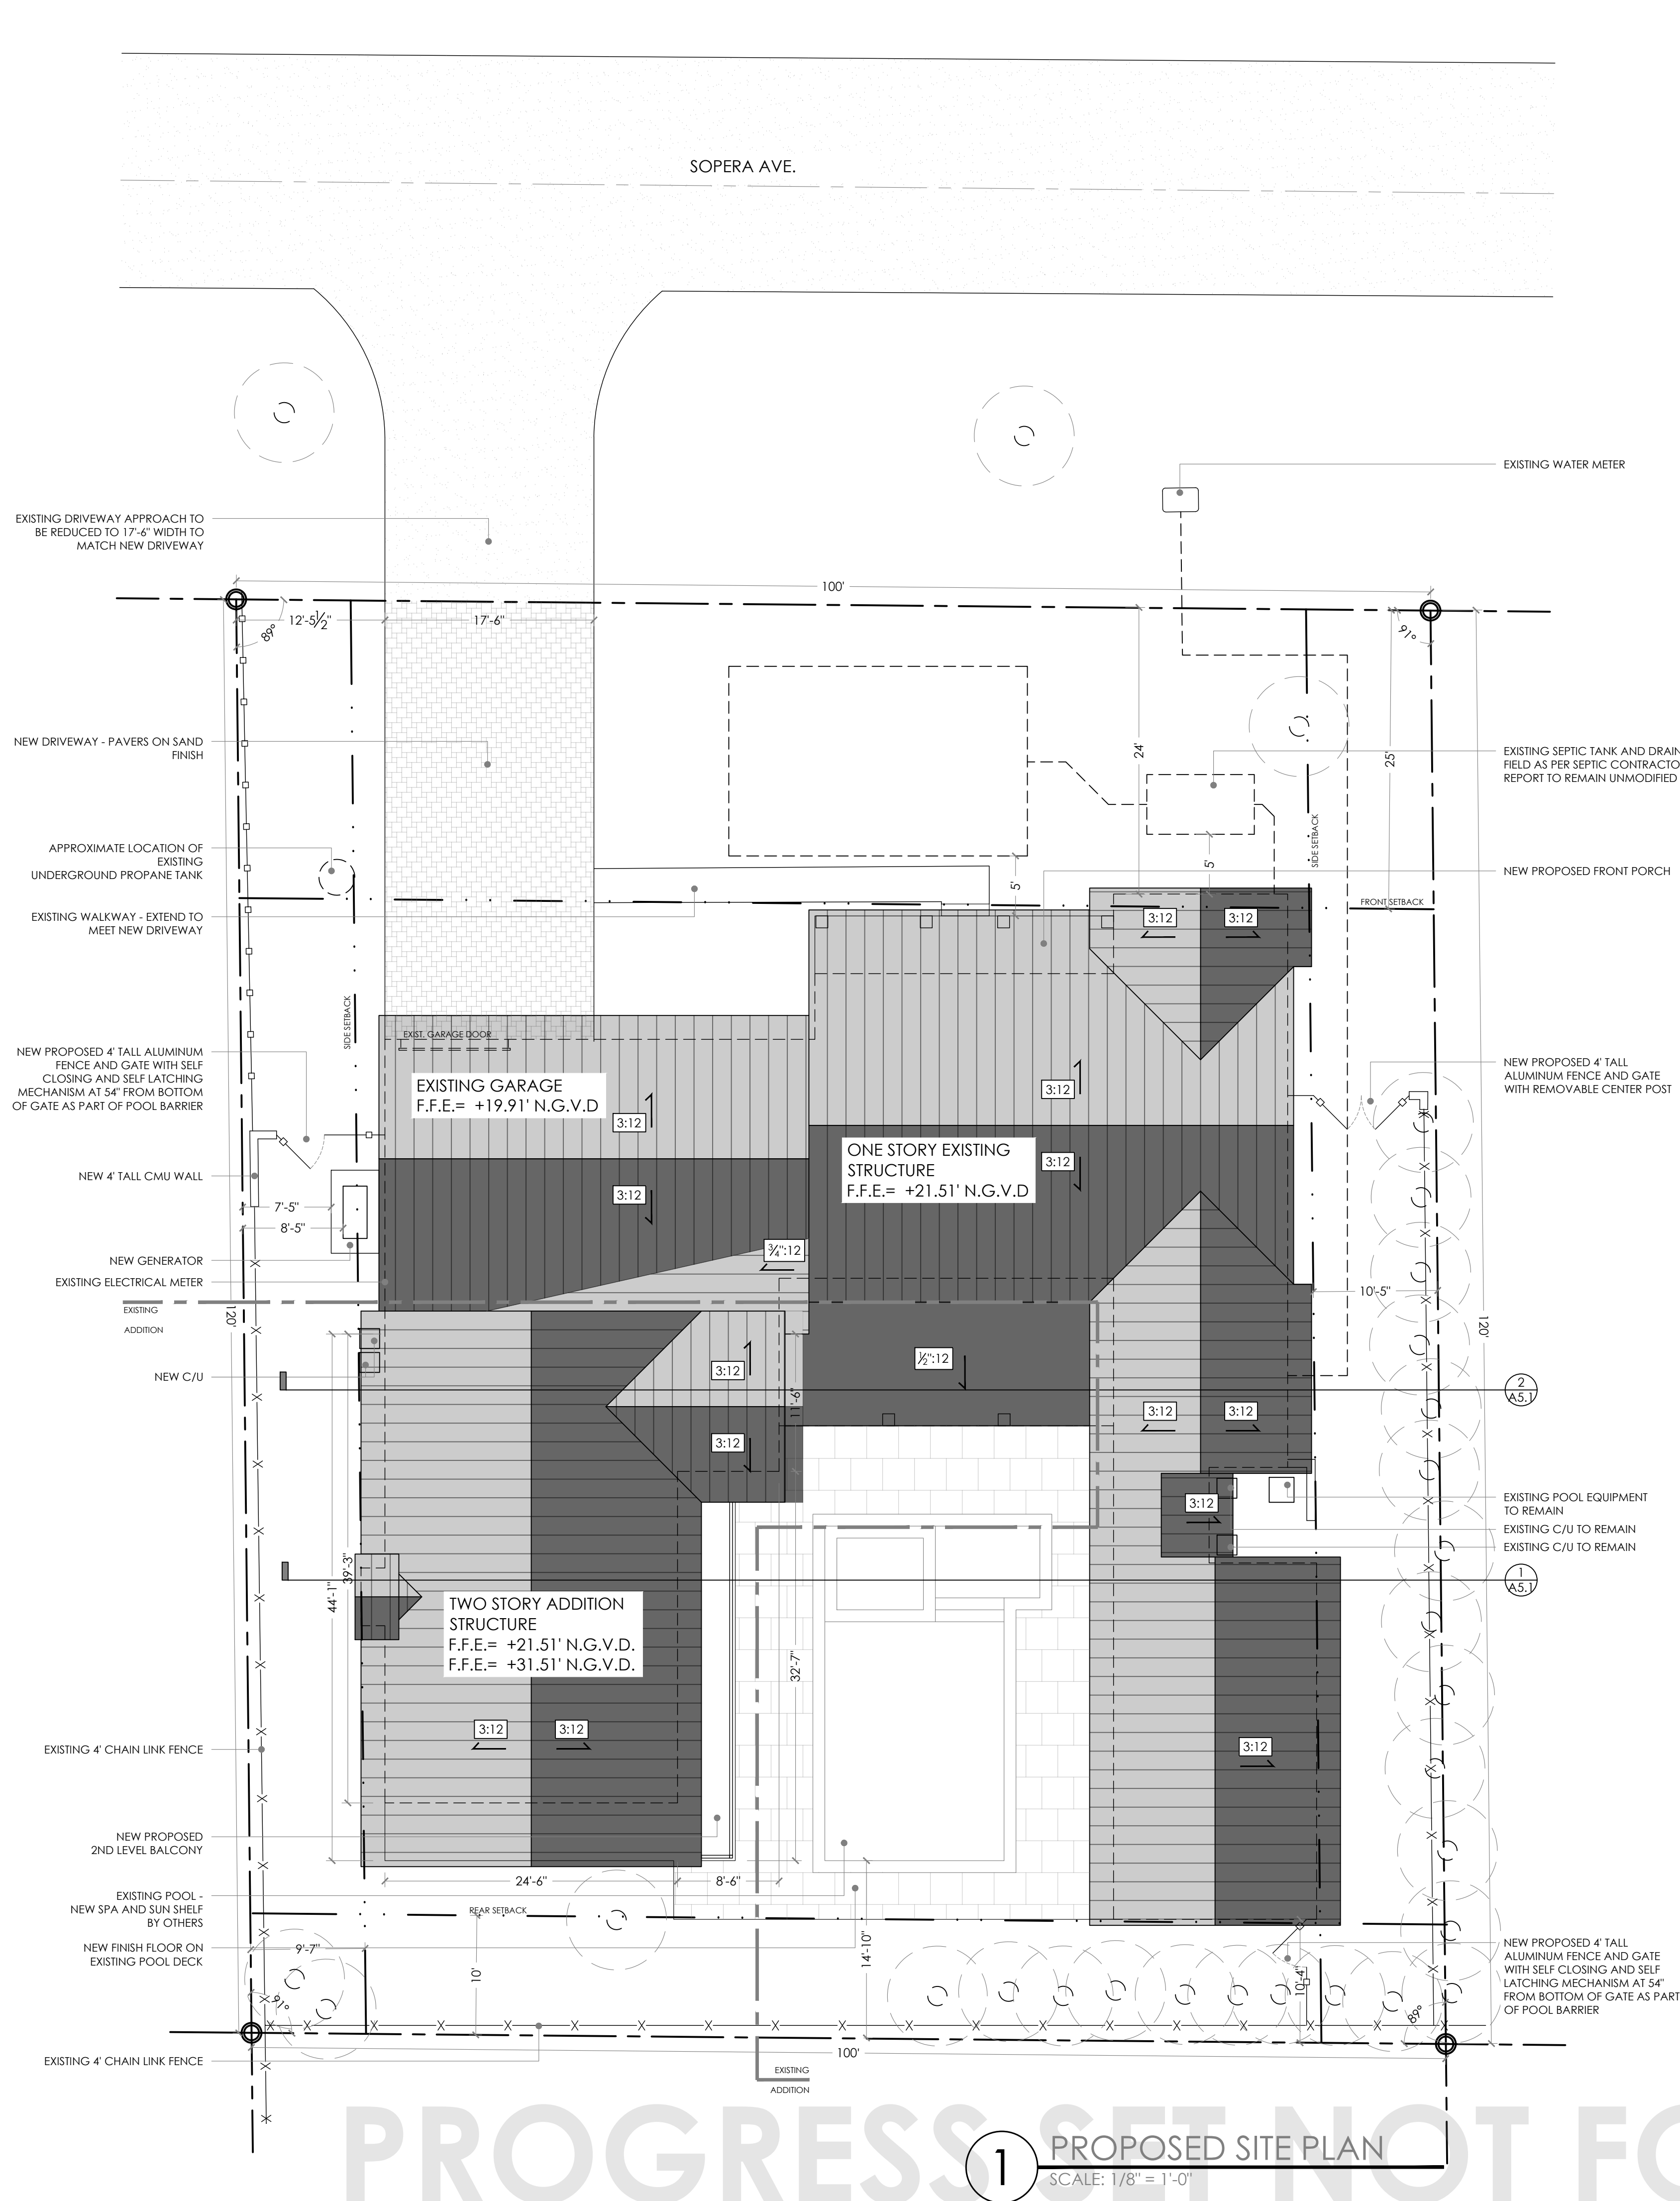 SOPERA AVE.
EXISTING WATER METER
EXISTING DRIVEWAY APPROACH TO
BE REDUCED TO 17'-6" WIDTH TO
MATCH NEW DRIVEWAY
100'
12'-5½"
17'-6"
89°
91°
NEW DRIVEWAY - PAVERS ON SAND
FINISH
24'
25'
EXISTING SEPTIC TANK AND DRAIN
FIELD AS PER SEPTIC CONTRACTO
REPORT TO REMAIN UNMODIFIED
SIDE SETBACK
APPROXIMATE LOCATION OF
EXISTING
UNDERGROUND PROPANE TANK
5'
5'
NEW PROPOSED FRONT PORCH
FRONT SETBACK
EXISTING WALKWAY - EXTEND TO
MEET NEW DRIVEWAY
3:12
3:12
SIDE SETBACK
EXIST. GARAGE DOOR
NEW PROPOSED 4' TALL ALUMINUM
FENCE AND GATE WITH SELF
CLOSING AND SELF LATCHING
MECHANISM AT 54" FROM BOTTOM
OF GATE AS PART OF POOL BARRIER
EXISTING GARAGE
F.F.E.= +19.91' N.G.V.D
3:12
3:12
NEW PROPOSED 4' TALL
ALUMINUM FENCE AND GATE
WITH REMOVABLE CENTER POST
ONE STORY EXISTING
STRUCTURE
F.F.E.= +21.51' N.G.V.D
3:12
3:12
NEW 4' TALL CMU WALL
7'-5"
8'-5"
¾":12
NEW GENERATOR
EXISTING ELECTRICAL METER
10'-5"
EXISTING
ADDITION
120'
120'
NEW C/U
3:12
½":12
11'-6"
3:12
3:12
3:12
2
A5.1
3:12
EXISTING POOL EQUIPMENT
TO REMAIN
EXISTING C/U TO REMAIN
EXISTING C/U TO REMAIN
1
A5.1
44'-1"
39'-3"
TWO STORY ADDITION
STRUCTURE
F.F.E.= +21.51' N.G.V.D.
F.F.E.= +31.51' N.G.V.D.
32'-7"
3:12
3:12
3:12
EXISTING 4' CHAIN LINK FENCE
NEW PROPOSED
2ND LEVEL BALCONY
24'-6"
8'-6"
EXISTING POOL -
NEW SPA AND SUN SHELF
BY OTHERS
REAR SETBACK
NEW FINISH FLOOR ON
EXISTING POOL DECK
9'-7"
10'
14'-10"
10'-4"
NEW PROPOSED 4' TALL
ALUMINUM FENCE AND GATE
WITH SELF CLOSING AND SELF
LATCHING MECHANISM AT 54"
FROM BOTTOM OF GATE AS PART
OF POOL BARRIER
91°
89°
EXISTING 4' CHAIN LINK FENCE
100'
EXISTING
ADDITION
PROGRESS SET NOT FO
1
PROPOSED SITE PLAN
SCALE: 1/8" = 1'-0"